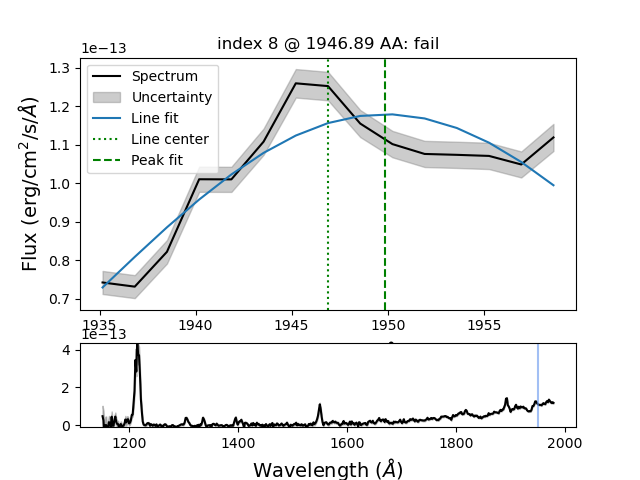 index 8 @ 1946.89 AA: fail
1e−13
Spectrum
Uncertainty
Line fit
Line center
Peak fit
Flux (erg/cm²/s/Å)
1.3
1.2
1.1
1.0
0.9
0.8
0.7
1935 1940 1945 1950 1955
1e−13
4
2
0
1200 1400 1600 1800 2000
Wavelength (Å)